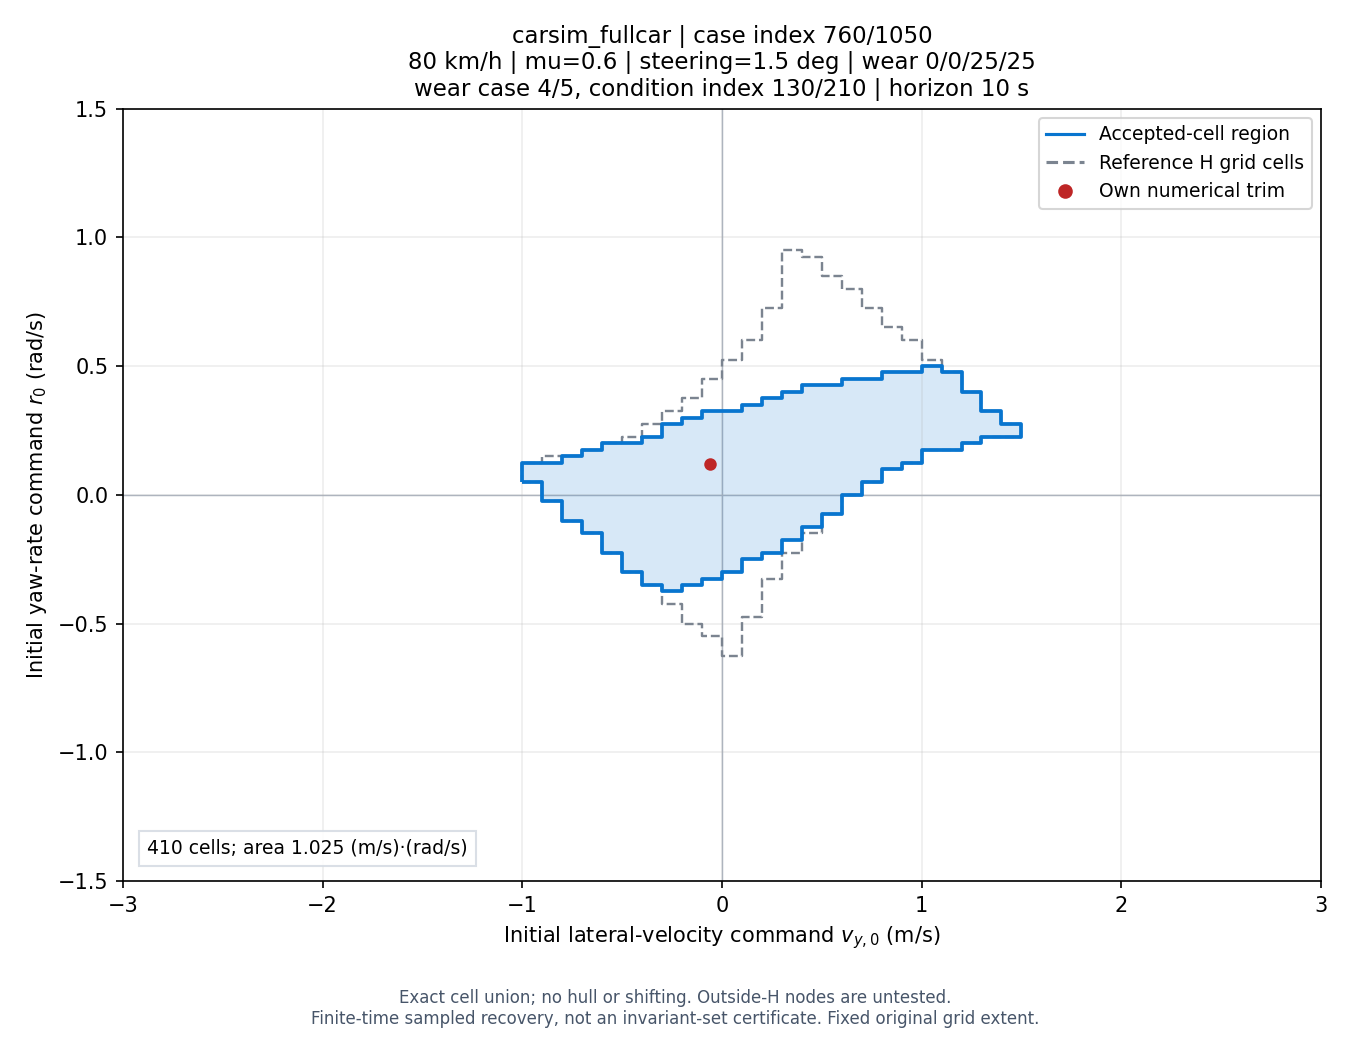 carsim_fullcar | case index 760/1050
80 km/h | mu=0.6 | steering=1.5 deg | wear 0/0/25/25
wear case 4/5, condition index 130/210 | horizon 10 s
Accepted-cell region
Reference H grid cells
Own numerical trim
1.5
1.0
0.5
0.0
−0.5
−1.0
−1.5
Initial yaw-rate command r₀ (rad/s)
410 cells; area 1.025 (m/s)·(rad/s)
−3
−2
−1
0
1
2
3
Initial lateral-velocity command v_{y,0} (m/s)
Exact cell union; no hull or shifting. Outside-H nodes are untested.
Finite-time sampled recovery, not an invariant-set certificate. Fixed original grid extent.